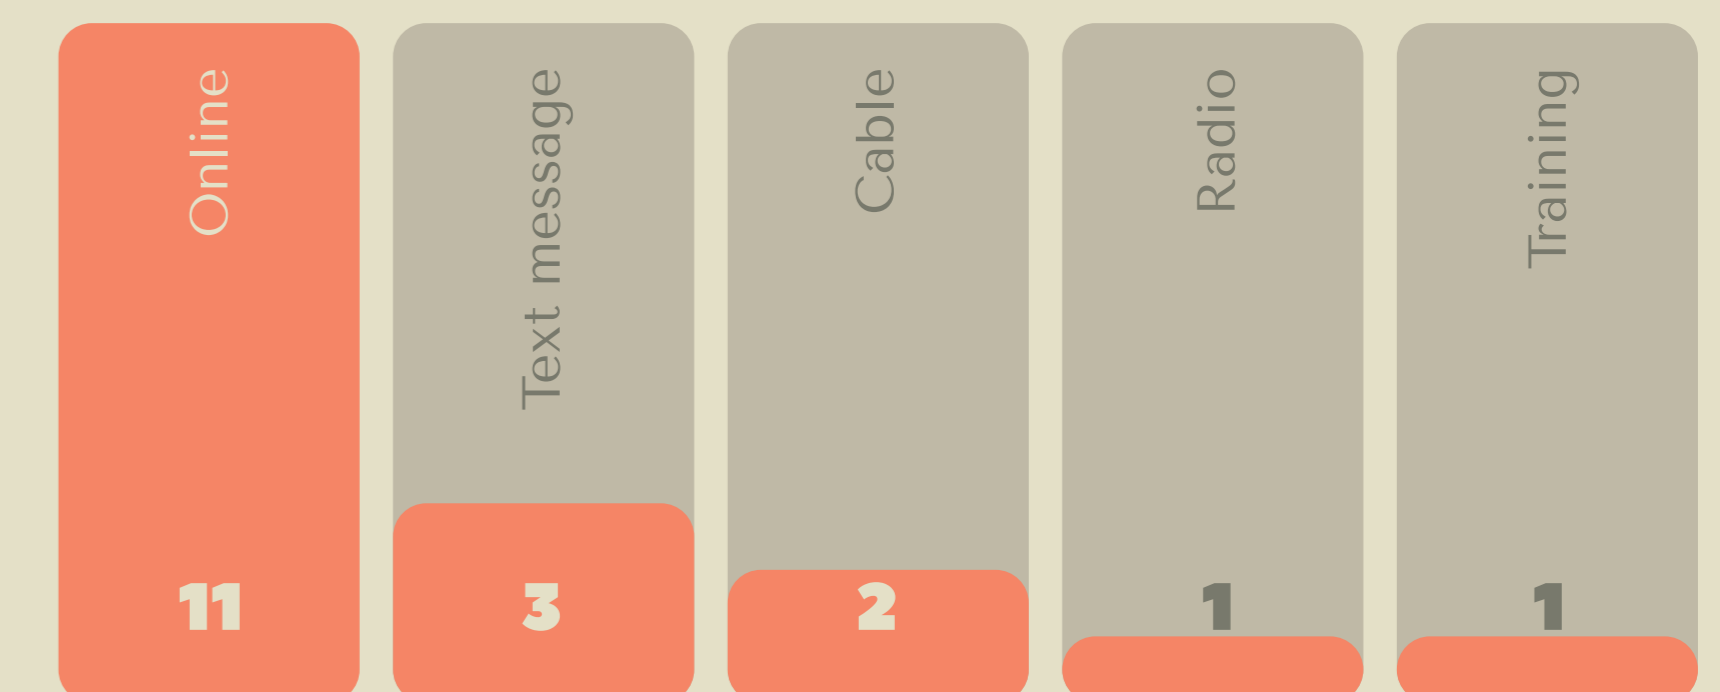 Online
Text message
Cable
Radio
Training
11
3
2
1
1